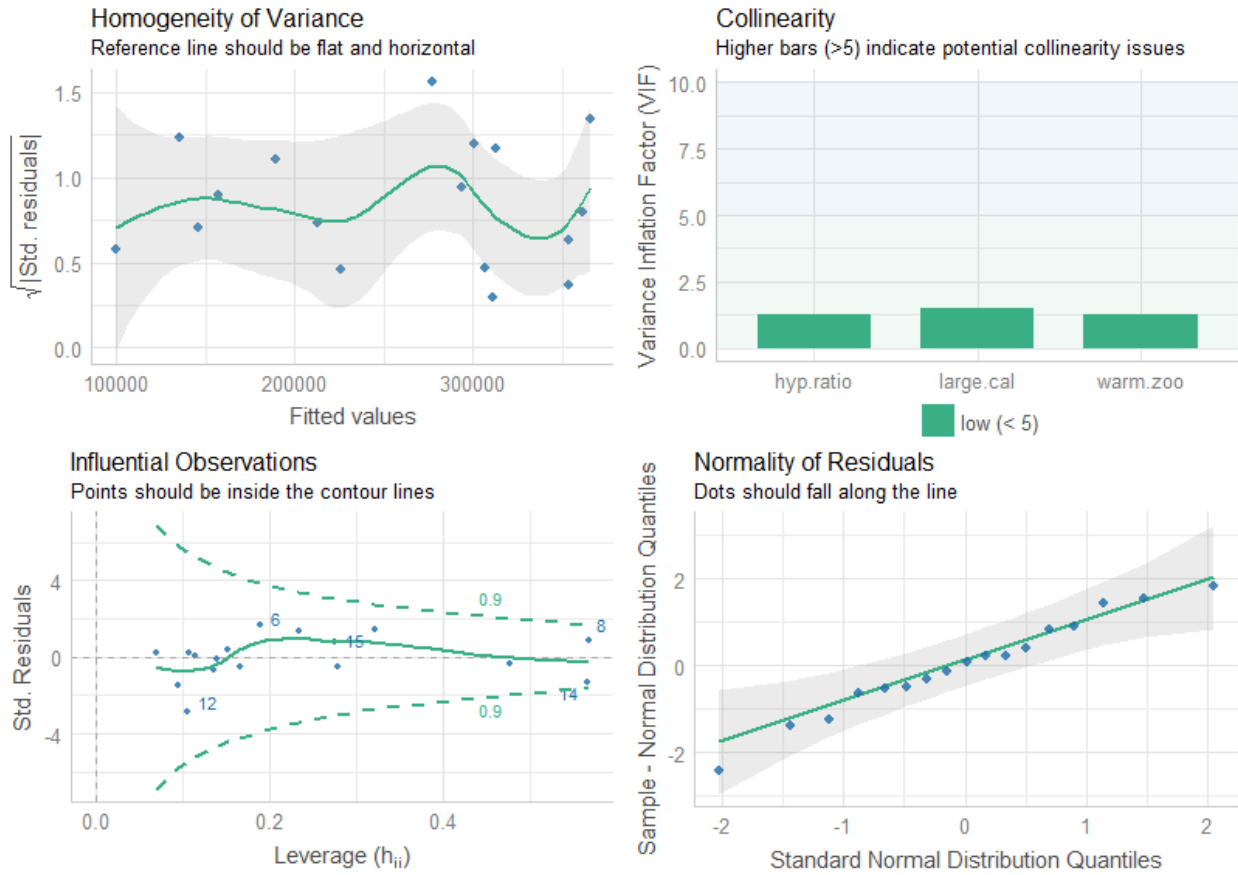 Homogeneity of Variance
Reference line should be flat and horizontal
√|Std. residuals|
1.5
1.0
0.5
0.0
100000 200000 300000
Fitted values
Collinearity
Higher bars (>5) indicate potential collinearity issues
Variance Inflation Factor (VIF)
10.0
7.5
5.0
2.5
0.0
hyp.ratio large.cal warm.zoo
low (< 5)
Influential Observations
Points should be inside the contour lines
Std. Residuals
4
0
-4
0.9
6
15
8
12
14
0.9
0.0 0.2 0.4
Leverage (hii)
Normality of Residuals
Dots should fall along the line
Sample - Normal Distribution Quantiles
2
0
-2
-2 -1 0 1 2
Standard Normal Distribution Quantiles